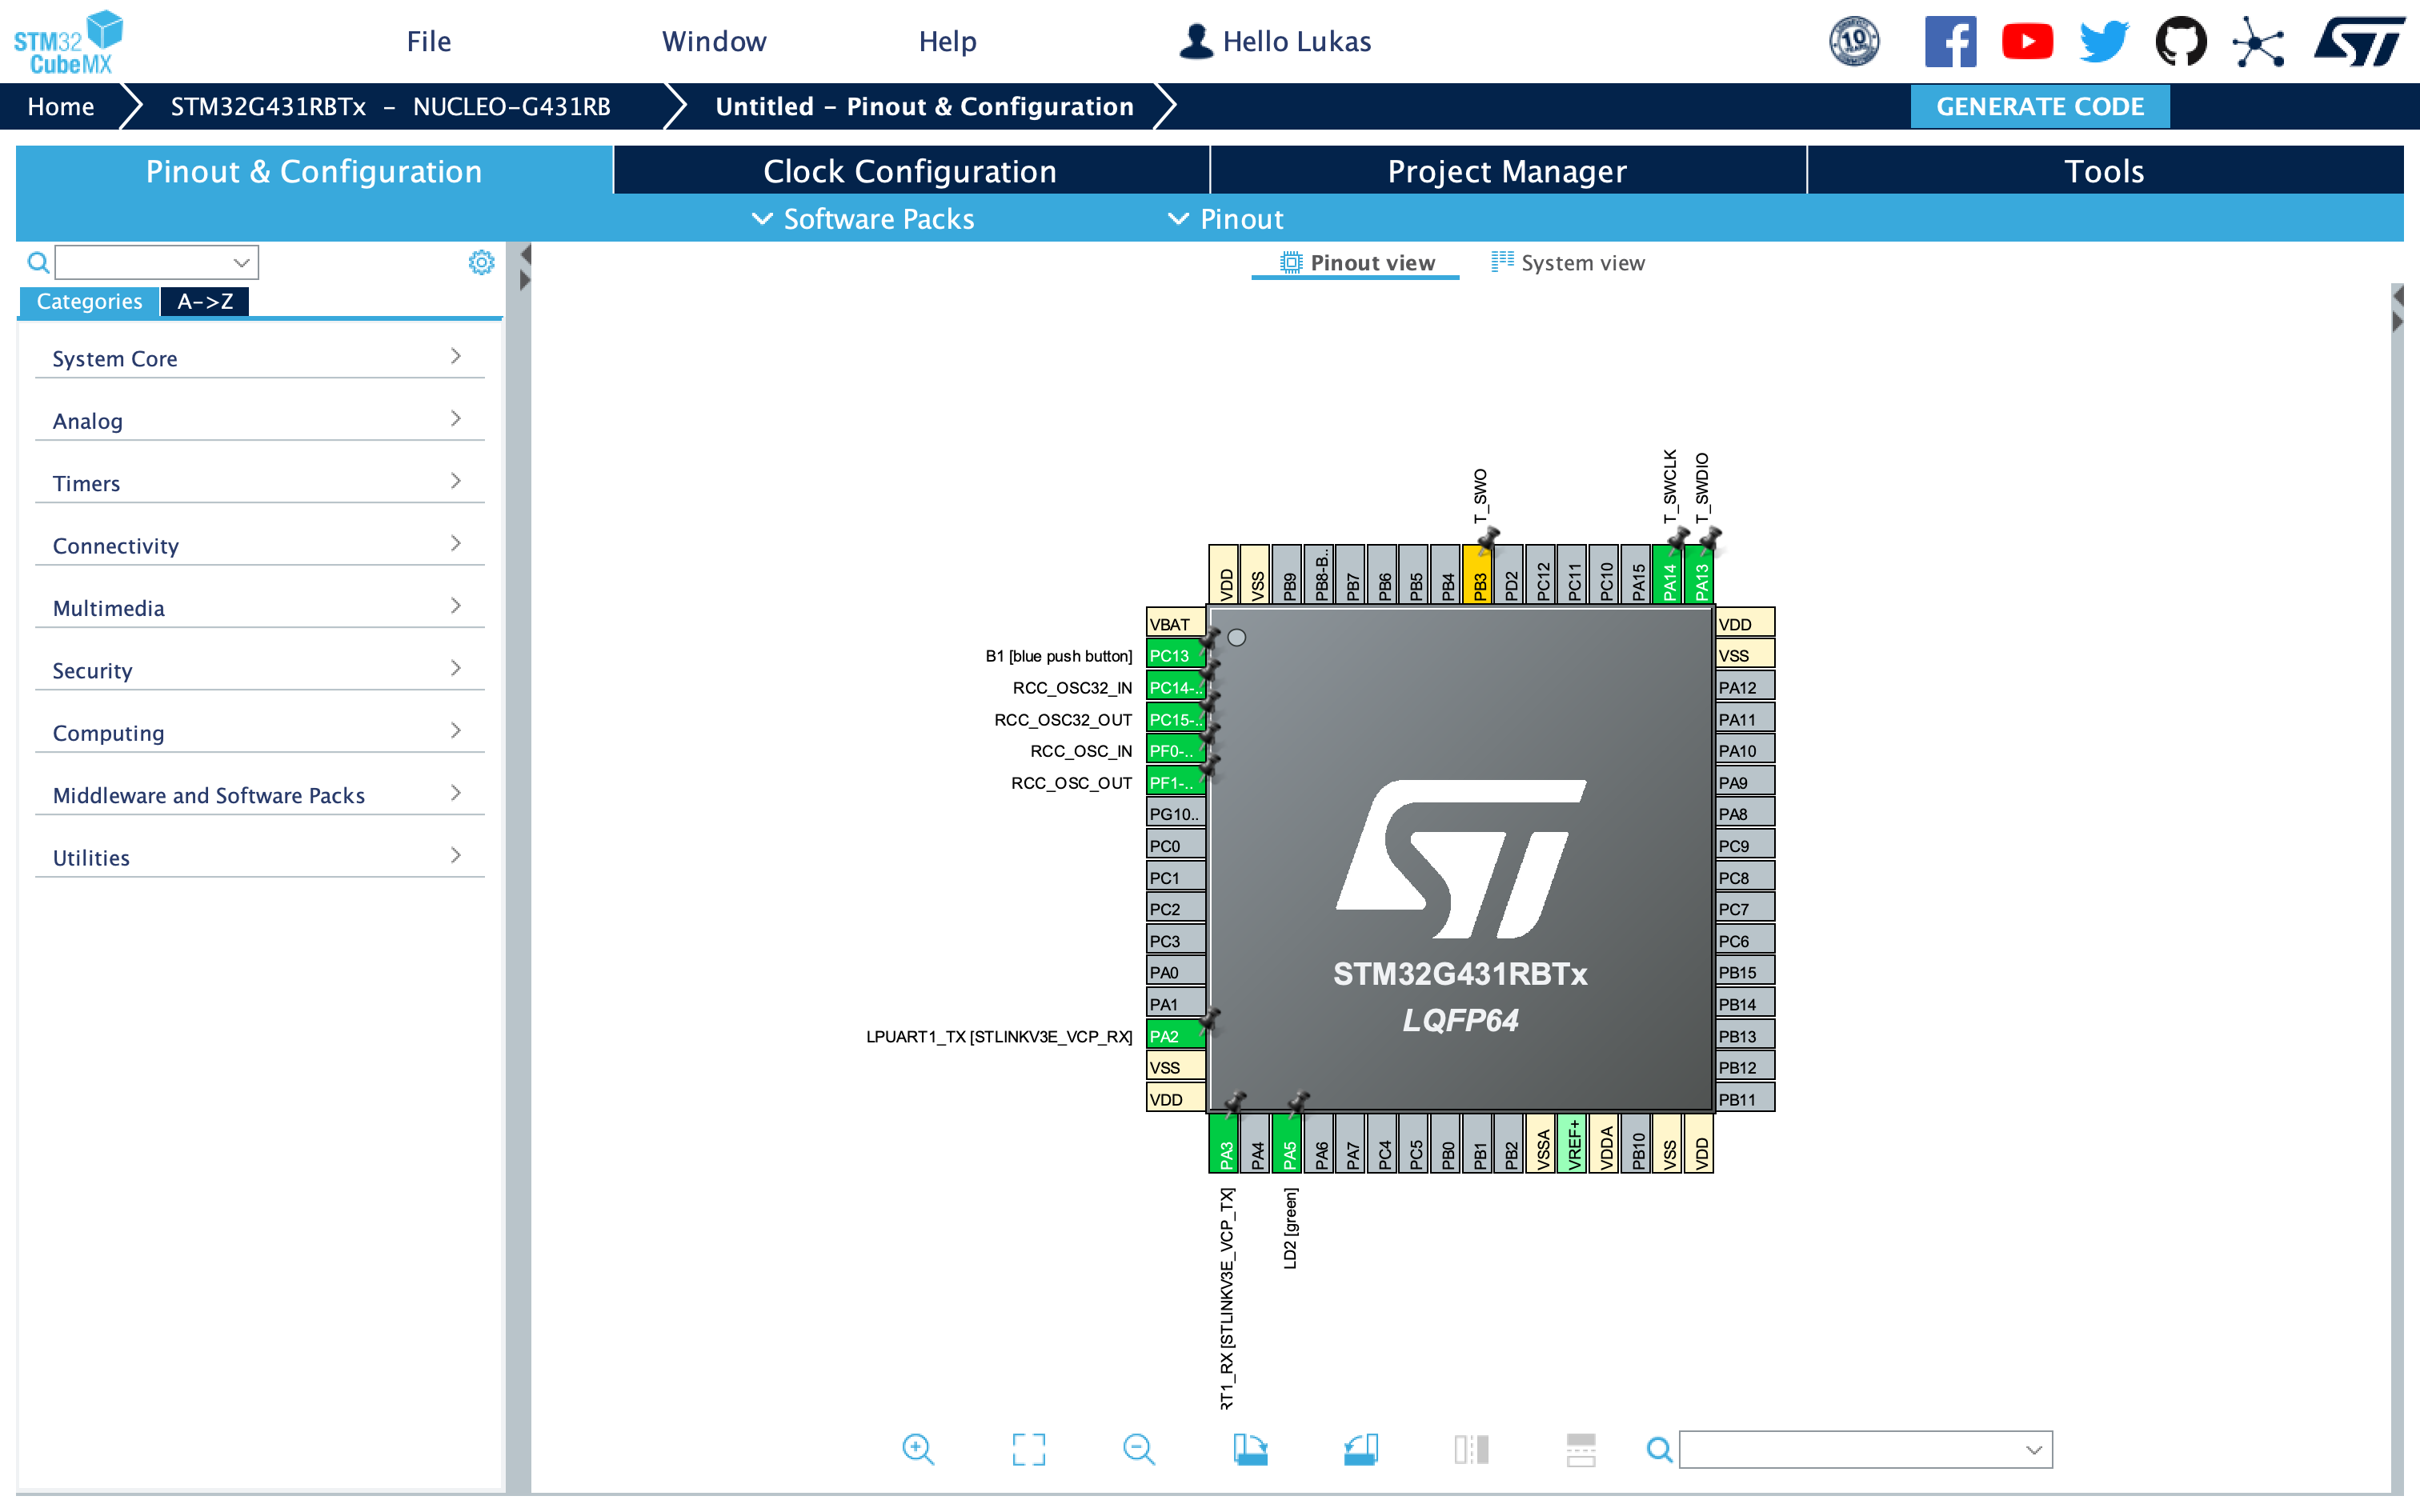 STM32
CubeMX
File
Window
Help
Hello Lukas
10
Home
STM32G431RBTx - NUCLEO-G431RB
Untitled - Pinout & Configuration
GENERATE CODE
Pinout & Configuration
Clock Configuration
Project Manager
Tools
Software Packs
Pinout
Pinout view
System view
Categories
A->Z
System Core
Analog
Timers
Connectivity
Multimedia
Security
Computing
Middleware and Software Packs
Utilities
T_SWO
T_SWCLK
T_SWDIO
VDD
VSS
PB9
PB8-B..
PB7
PB6
PB5
PB4
PB3
PD2
PC12
PC11
PC10
PA15
PA14
PA13
VBAT
B1 [blue push button] PC13
RCC_OSC32_IN PC14-..
RCC_OSC32_OUT PC15-..
RCC_OSC_IN PF0-..
RCC_OSC_OUT PF1-..
PG10..
PC0
PC1
PC2
PC3
PA0
PA1
LPUART1_TX [STLINKV3E_VCP_RX] PA2
VSS
VDD
ST
STM32G431RBTx
LQFP64
VDD
VSS
PA12
PA11
PA10
PA9
PA8
PC9
PC8
PC7
PC6
PB15
PB14
PB13
PB12
PB11
PA3
PA4
PA5
PA6
PA7
PC4
PC5
PB0
PB1
PB2
VSSA
VREF+
VDDA
PB10
VSS
VDD
RT1_RX [STLINKV3E_VCP_TX]
LD2 [green]